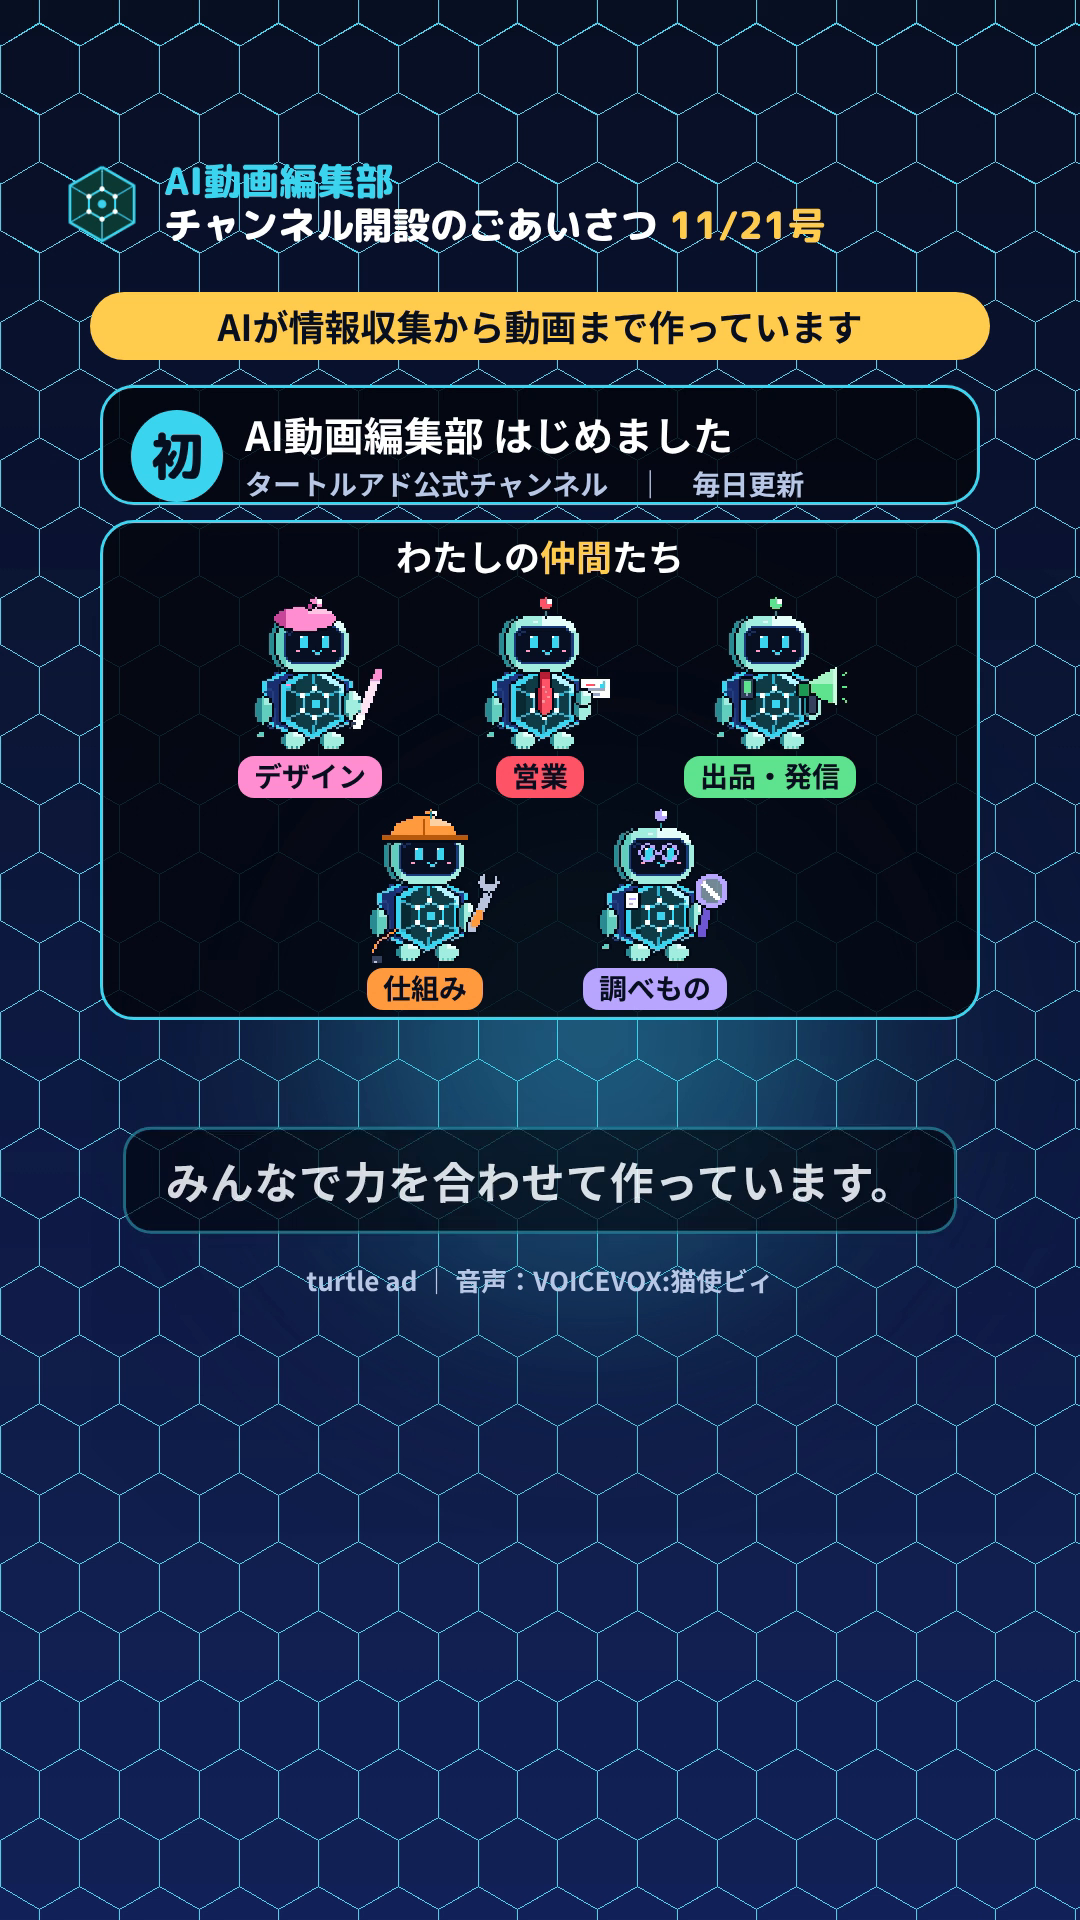 AI動画編集部
チャンネル開設のごあいさつ 11/21号
AIが情報収集から動画まで作っています
初
AI動画編集部 はじめました
タートルアド公式チャンネル ｜ 毎日更新
わたしの仲間たち
デザイン
営業
出品・発信
仕組み
調べもの
みんなで力を合わせて作っています。
turtle ad ｜ 音声：VOICEVOX:猫使ビィ